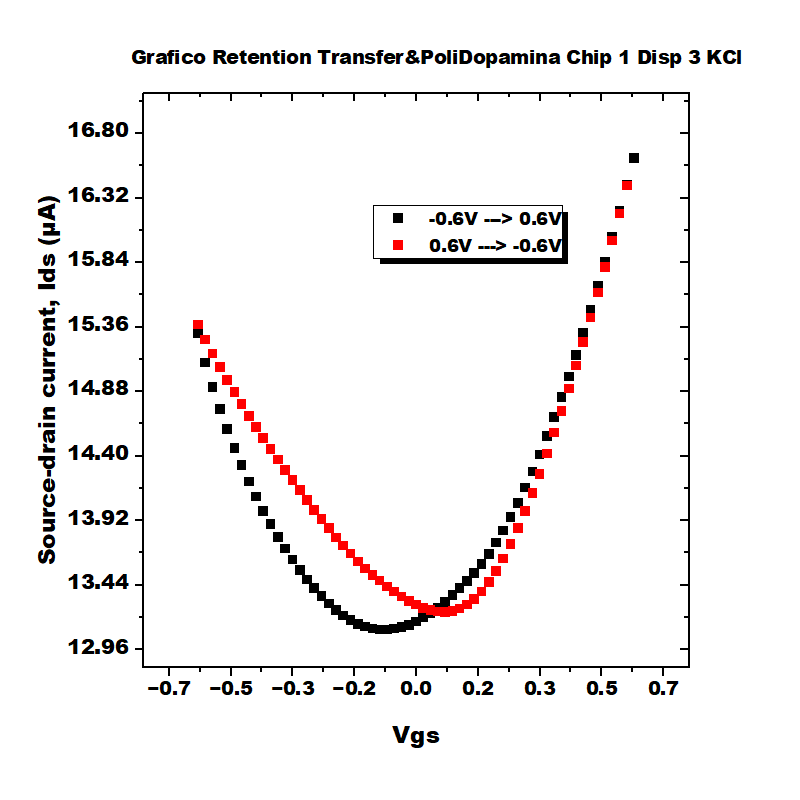 Grafico Retention Transfer&PoliDopamina Chip 1 Disp 3 KCl
16.80
16.32
15.84
15.36
14.88
14.40
13.92
13.44
12.96
Source-drain current, Ids (µA)
-0.6V ---> 0.6V
0.6V ---> -0.6V
−0.7 −0.5 −0.3 −0.2 0.0 0.2 0.3 0.5 0.7
Vgs